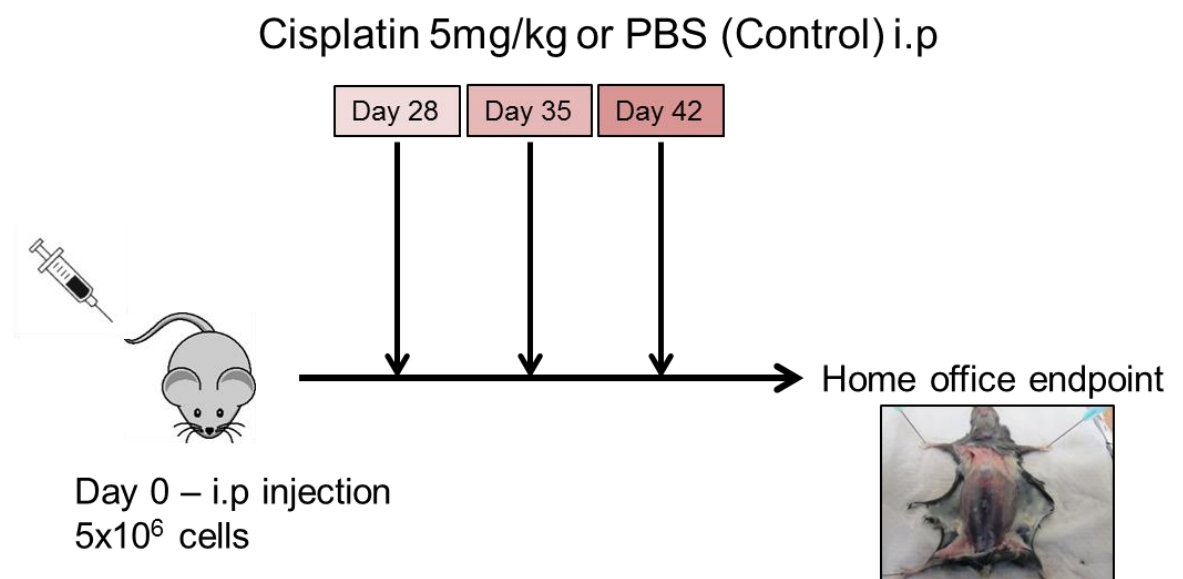 Cisplatin 5mg/kg or PBS (Control) i.p
Day 28 Day 35 Day 42
Home office endpoint
Day 0 – i.p injection
5x10⁶ cells